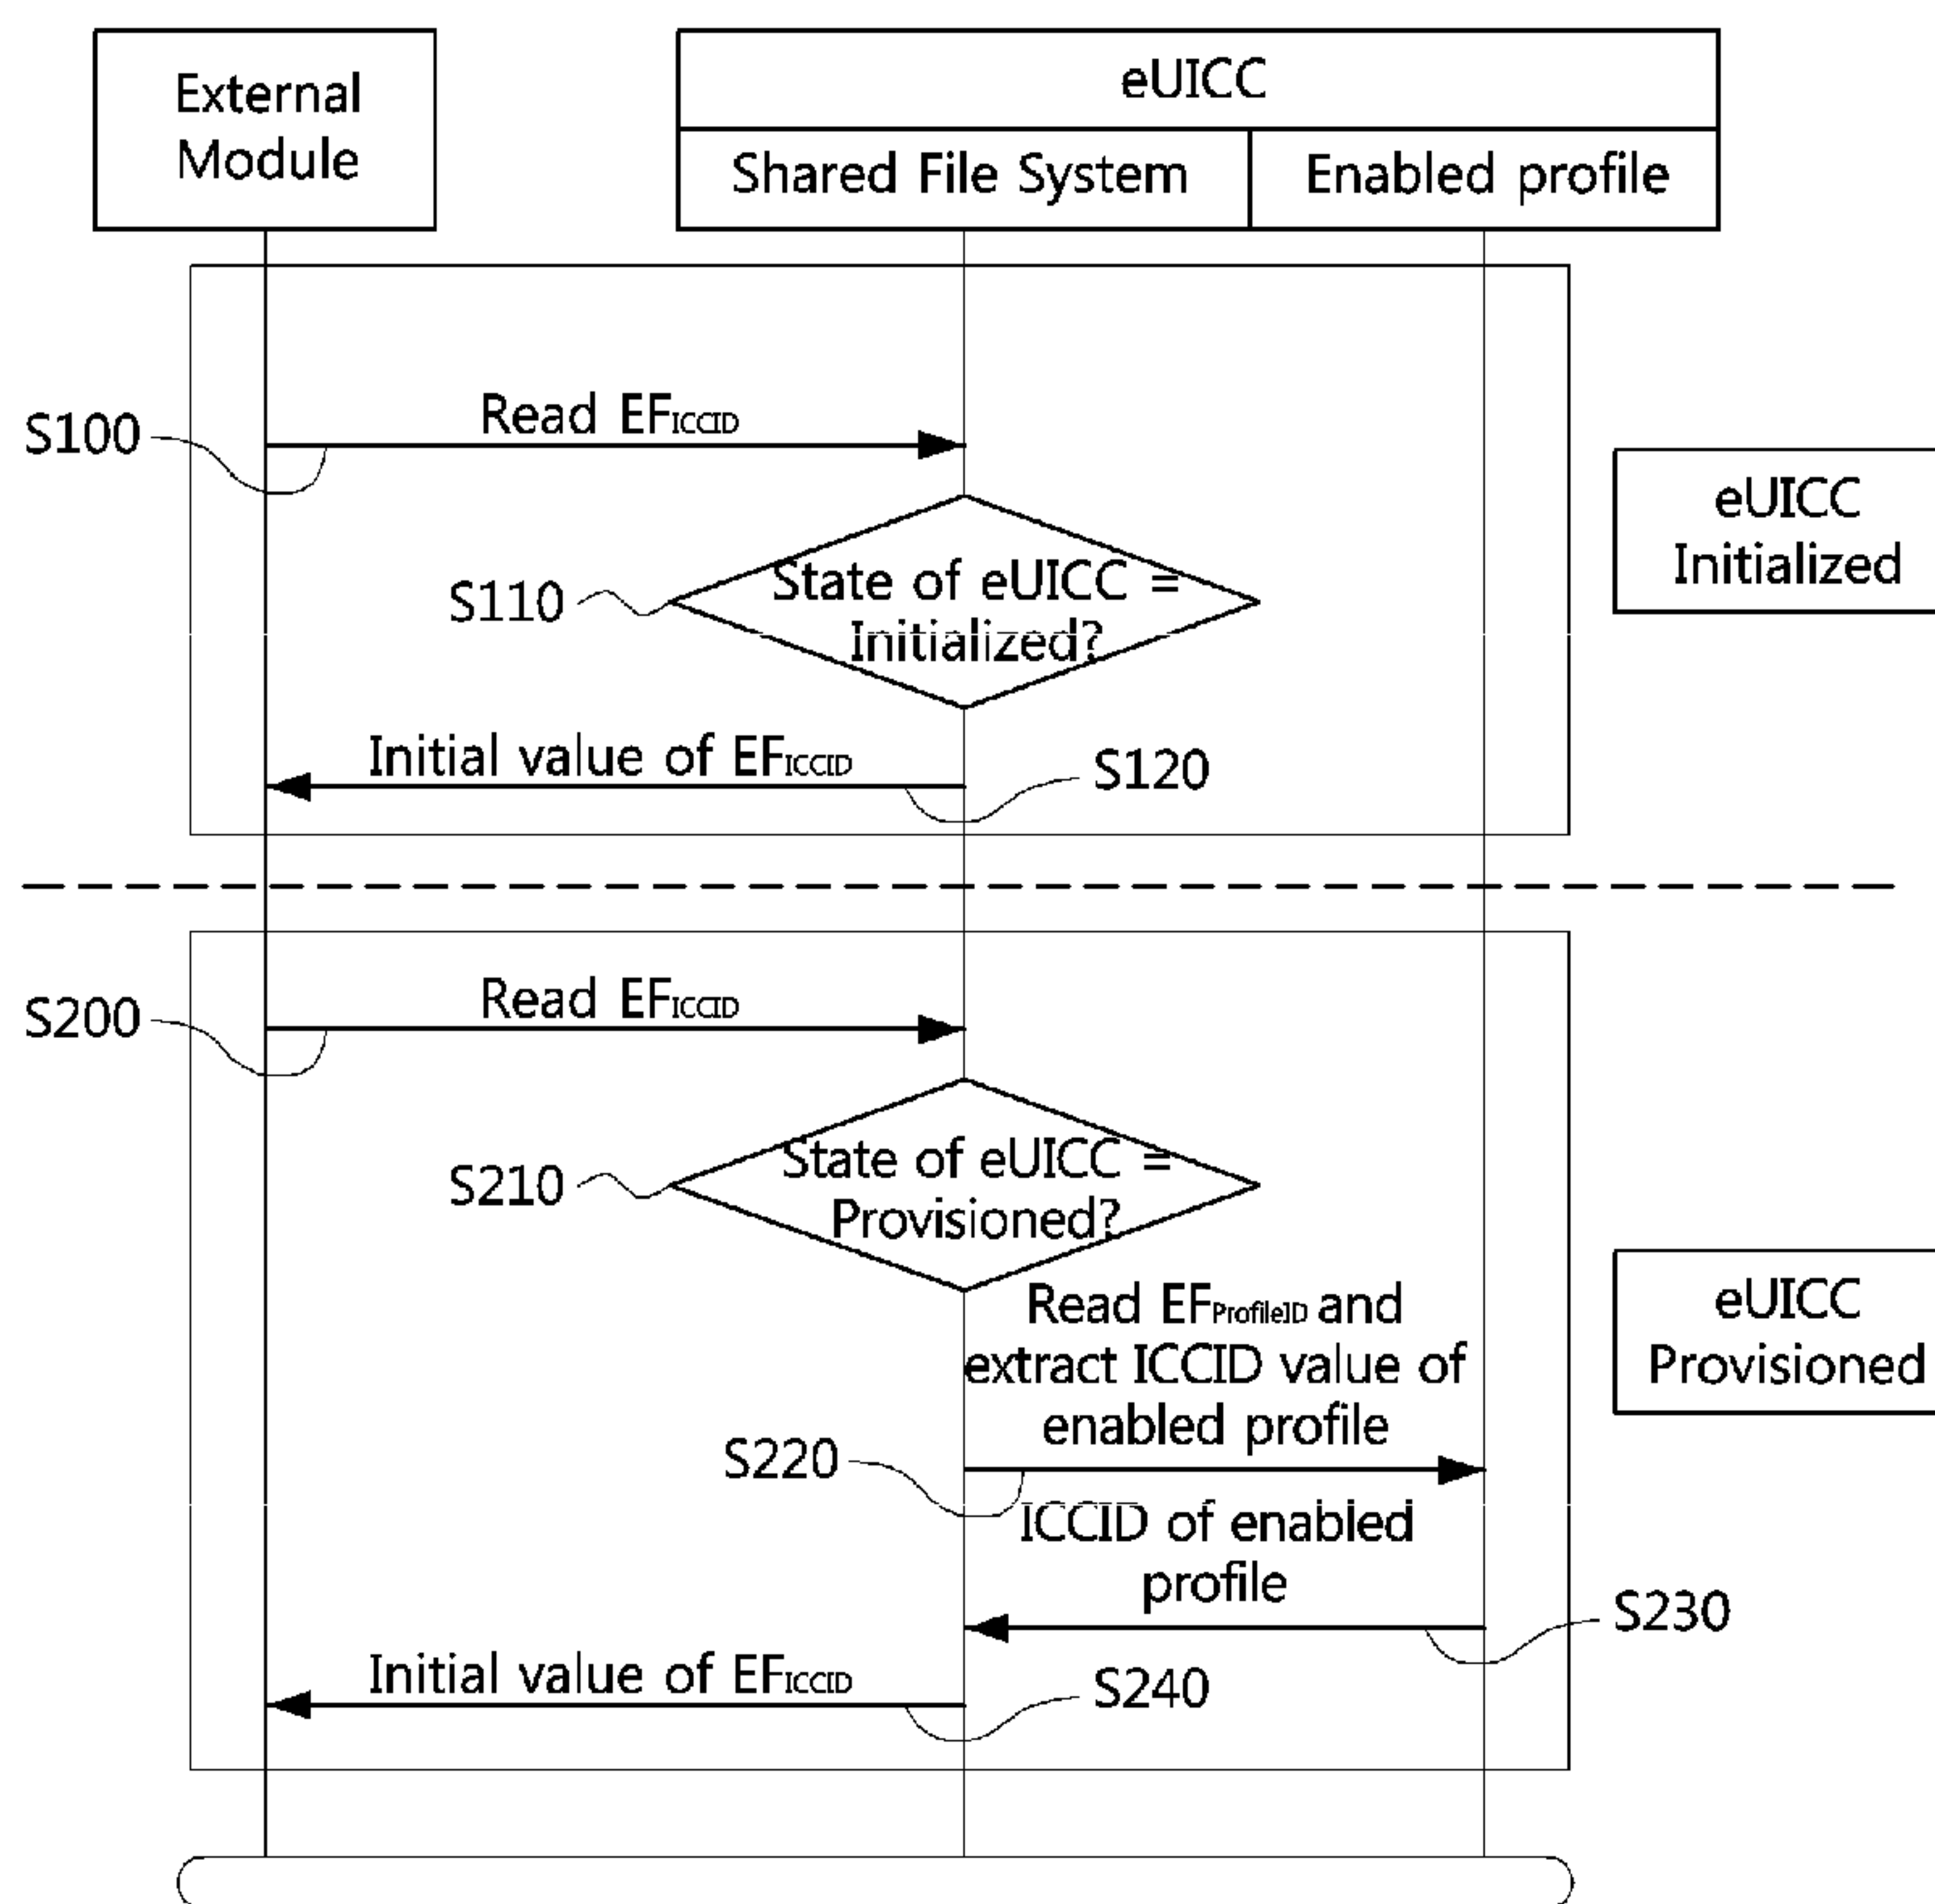 External
Module
eUICC
Shared File System
Enabled profile
S100
Read EFICCID
eUICC
Initialized
S110
State of eUICC =
Initialized?
Initial value of EFICCID
S120
S200
Read EFICCID
S210
State of eUICC =
Provisioned?
eUICC
Provisioned
Read EFProfileID and
extract ICCID value of
enabled profile
S220
ICCID of enabled
profile
S230
Initial value of EFICCID
S240